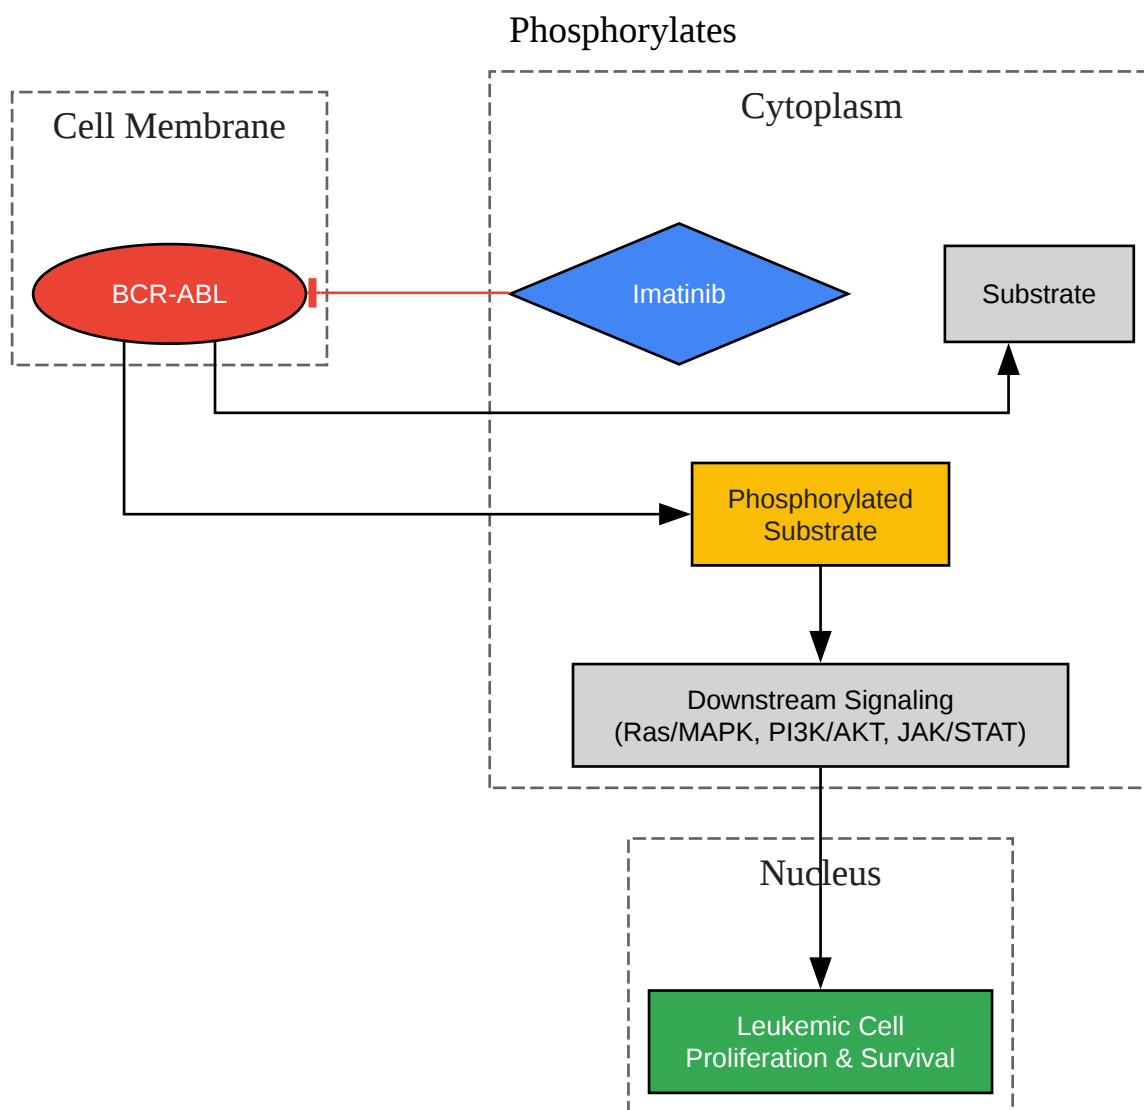 Phosphorylates
Cell Membrane
Cytoplasm
BCR-ABL
Imatinib
Substrate
Phosphorylated
Substrate
Downstream Signaling
(Ras/MAPK, PI3K/AKT, JAK/STAT)
Nucleus
Leukemic Cell
Proliferation & Survival